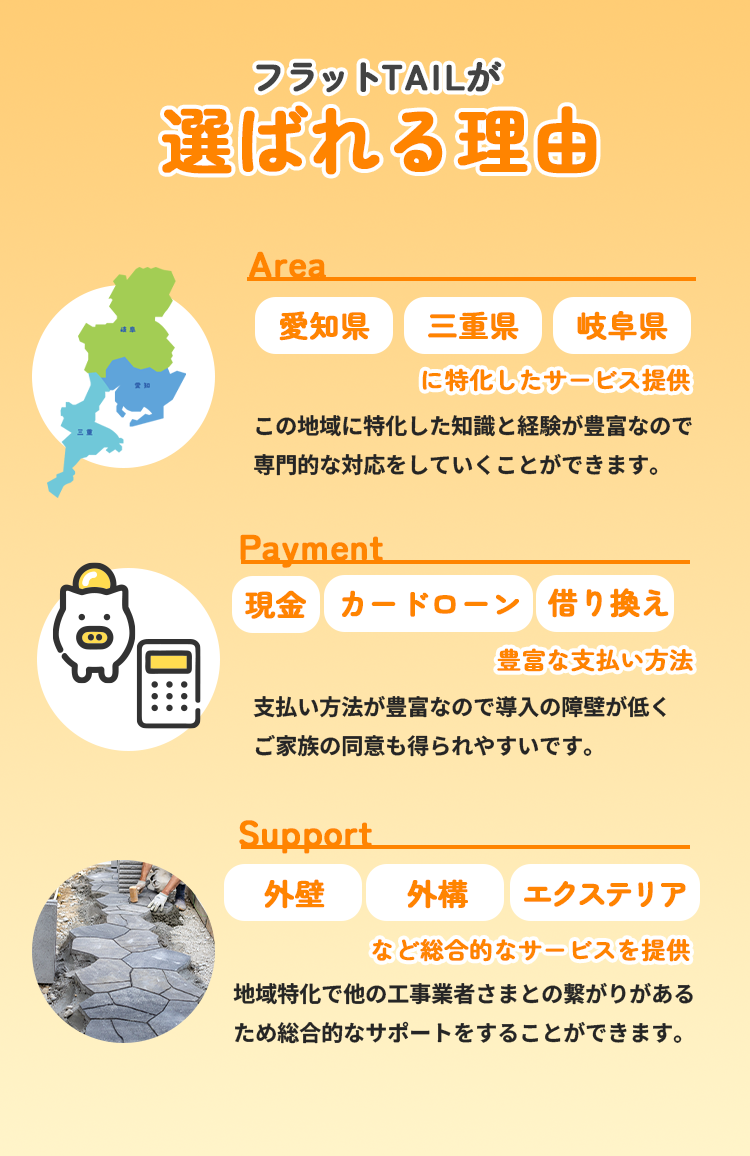 フラットTAILが
選ばれる理由
Area
愛知県 三重県 岐阜県
に特化したサービス提供
この地域に特化した知識と経験が豊富なので
専門的な対応をしていくことができます。
岐阜
愛知
三重
Payment
現金 カードローン 借り換え
豊富な支払い方法
支払い方法が豊富なので導入の障壁が低く
ご家族の同意も得られやすいです。
Support
外壁 外構 エクステリア
など総合的なサービスを提供
地域特化で他の工事業者さまとの繋がりがある
ため総合的なサポートをすることができます。